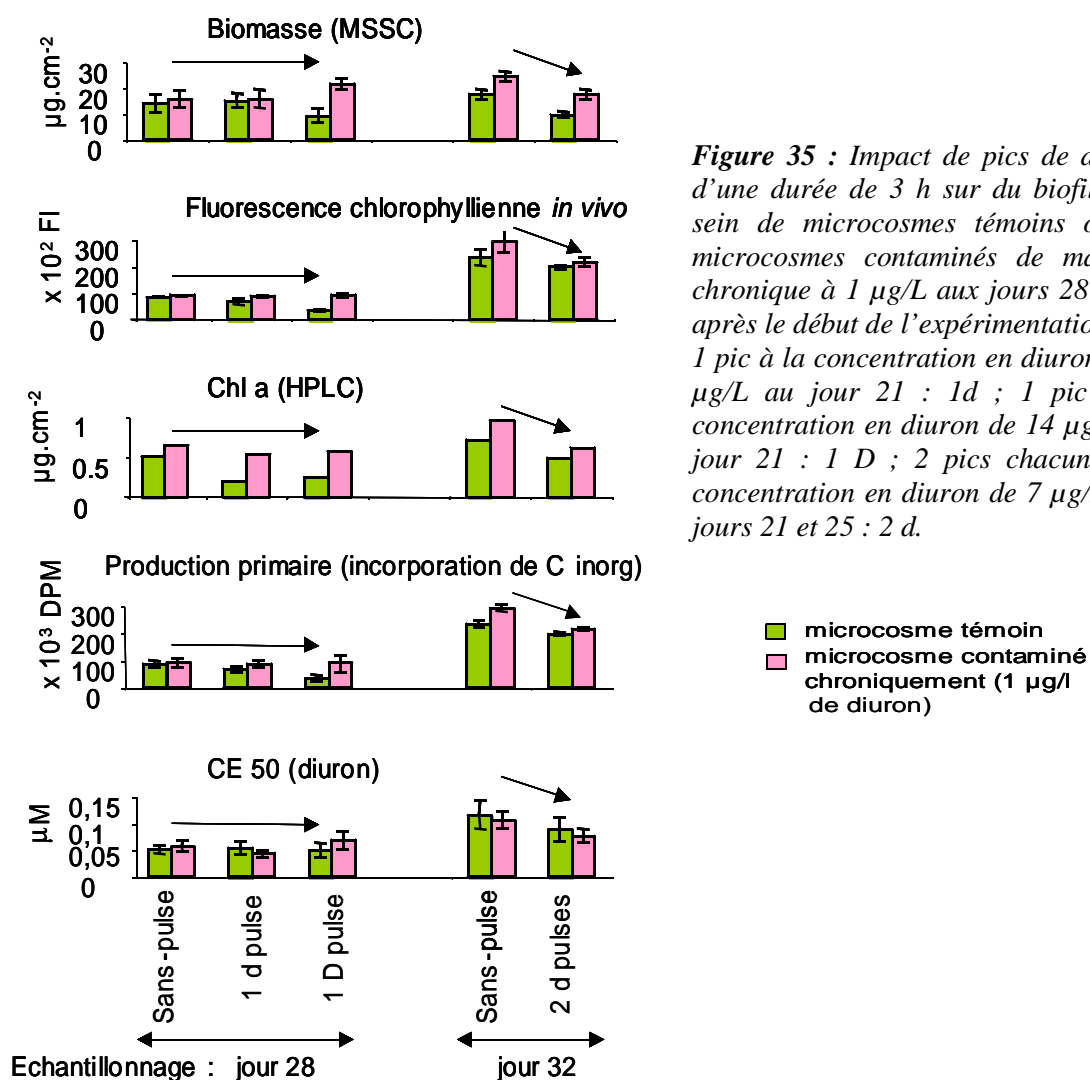 Biomasse (MSSC)
µg.cm-2
30
20
10
0
Fluorescence chlorophyllienne in vivo
x 10² FI
300
200
100
0
Chl a (HPLC)
µg.cm-2
1
0.5
0
Production primaire (incorporation de C inorg)
x 10³ DPM
300
200
100
0
CE 50 (diuron)
µM
0,15
0,1
0,05
0
Sans-pulse
1 d pulse
1 D pulse
Sans-pulse
2 d pulses
Echantillonnage : jour 28
jour 32
Figure 35 : Impact de pics de
d'une durée de 3 h sur du
sein de microcosmes témoins
microcosmes contaminés de
chronique à 1 µg/L aux jours 28
après le début de
1 pic à la concentration en diuron
µg/L au jour 21 : 1d ; 1 pic
concentration en diuron de 14
jour 21 : 1 D ; 2 pics chacun
concentration en diuron de 7
jours 21 et 25 : 2 d.
microcosme témoin
microcosme contaminé
chroniquement (1 µg/l
de diuron)